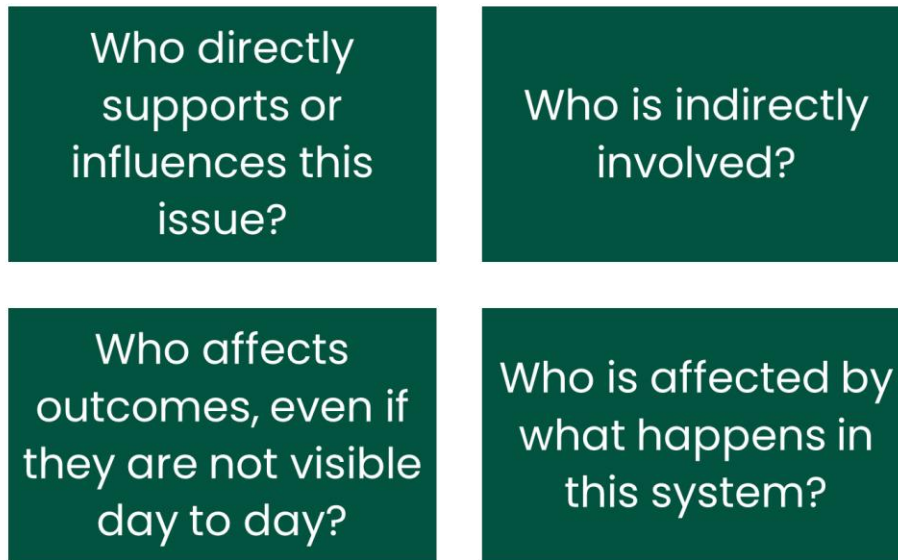 Who directly
supports or
influences this
issue?
Who is indirectly
involved?
Who affects
outcomes, even if
they are not visible
day to day?
Who is affected by
what happens in
this system?